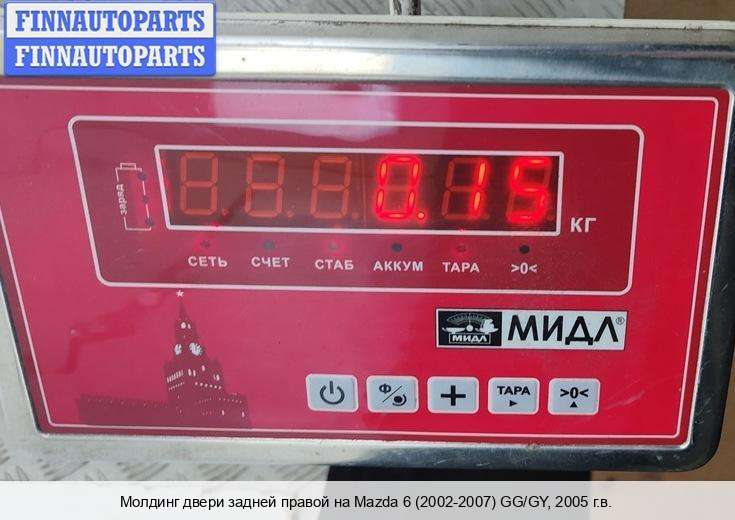 FINNAUTOPARTS
FINNAUTOPARTS
заряд
0.15
КГ
СЕТЬ СЧЕТ СТАБ АККУМ ТАРА >0<
МИДЛ
МИДЛ®
Ф/
+
ТАРА
>0<
Молдинг двери задней правой на Mazda 6 (2002-2007) GG/GY, 2005 г.в.